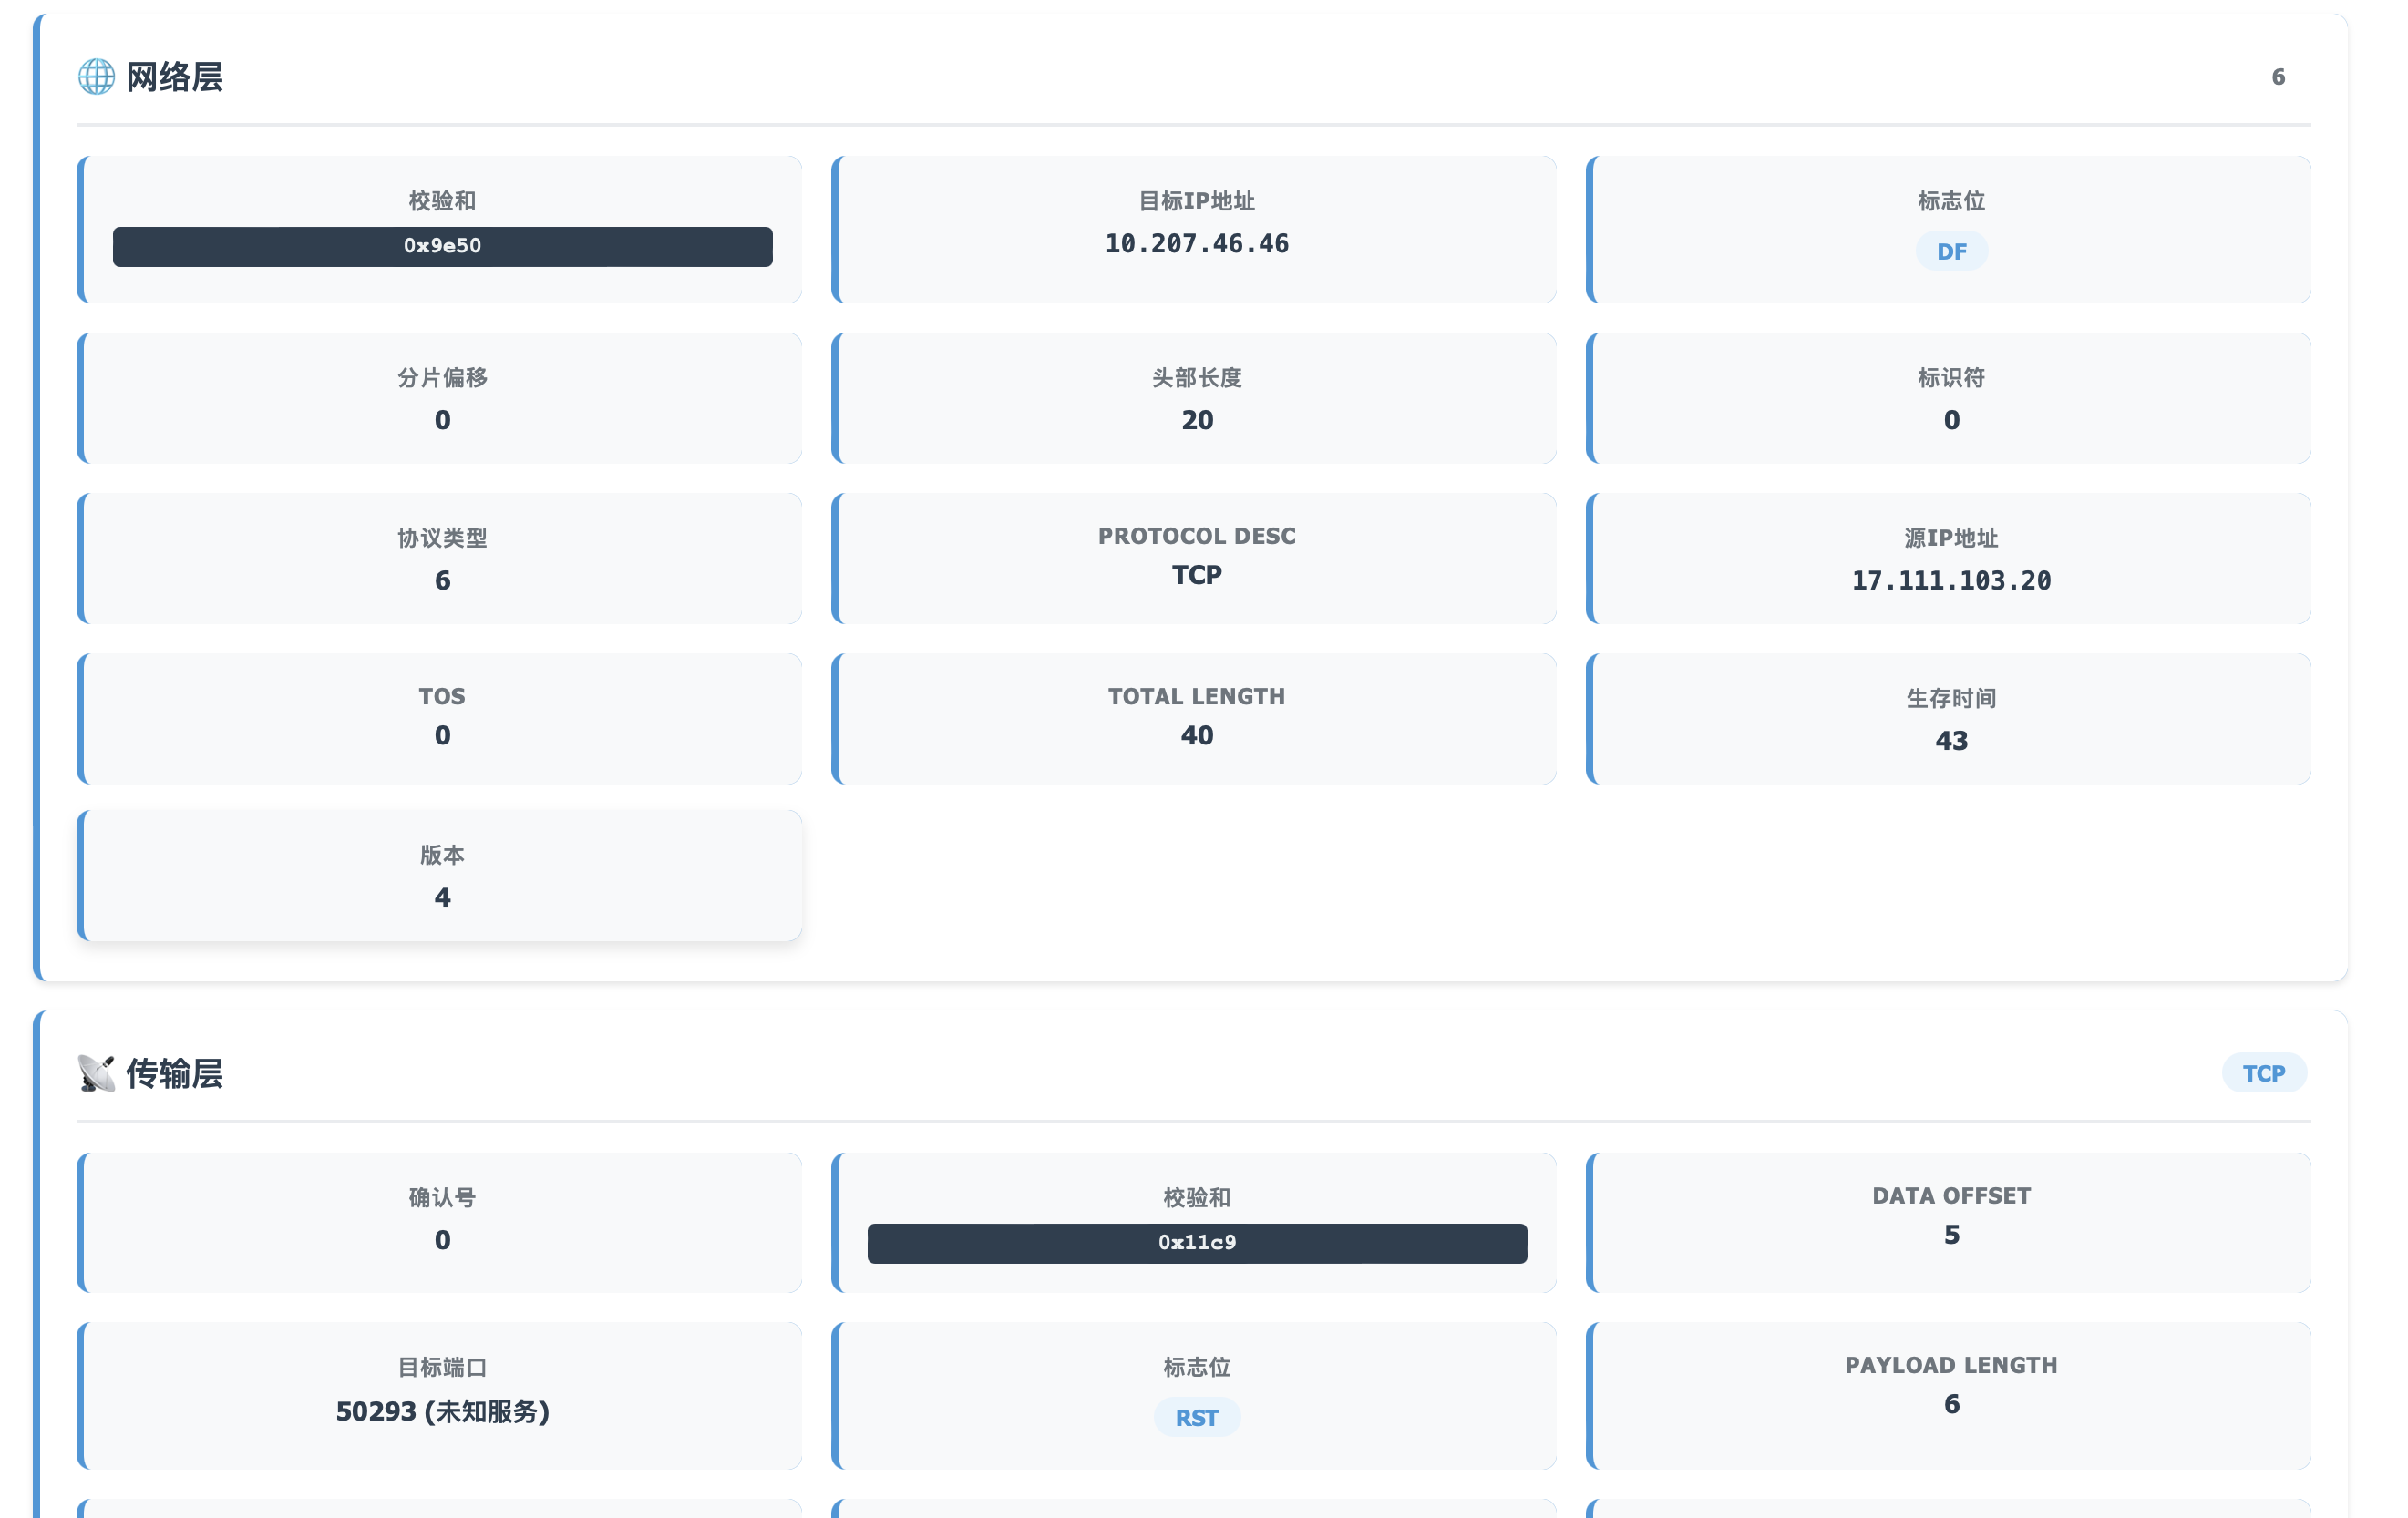 网络层
6
校验和
0x9e50
目标IP地址
10.207.46.46
标志位
DF
分片偏移
0
头部长度
20
标识符
0
协议类型
6
PROTOCOL DESC
TCP
源IP地址
17.111.103.20
TOS
0
TOTAL LENGTH
40
生存时间
43
版本
4
传输层
TCP
确认号
0
校验和
0x11c9
DATA OFFSET
5
目标端口
50293 (未知服务)
标志位
RST
PAYLOAD LENGTH
6